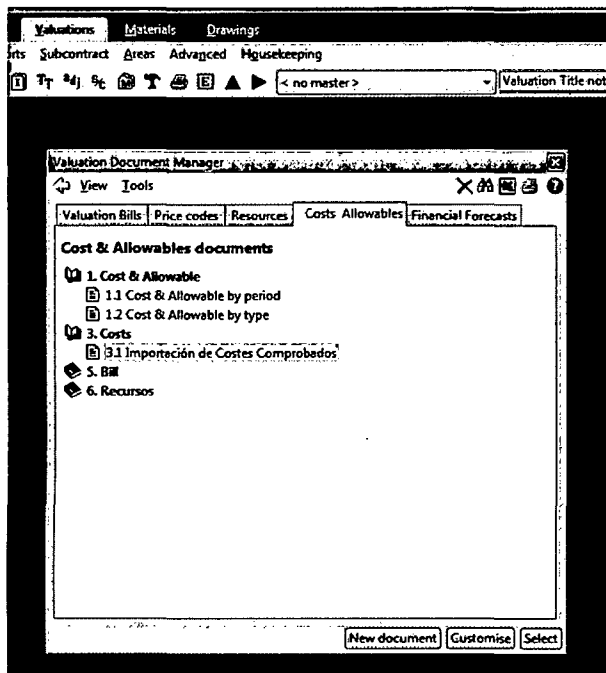 Valuations Materials Drawings
Subcontract Areas Advanced Housekeeping
< no master > Valuation Title not
Valuation Document Manager
View Tools
Valuation Bills Price codes Resources Costs Allowables Financial Forecasts
Cost & Allowables documents
1. Cost & Allowable
1.1 Cost & Allowable by period
1.2 Cost & Allowable by type
3. Costs
3.1 Importación de Costes Comprobados
5. Bill
6. Recursos
New document Customise Select